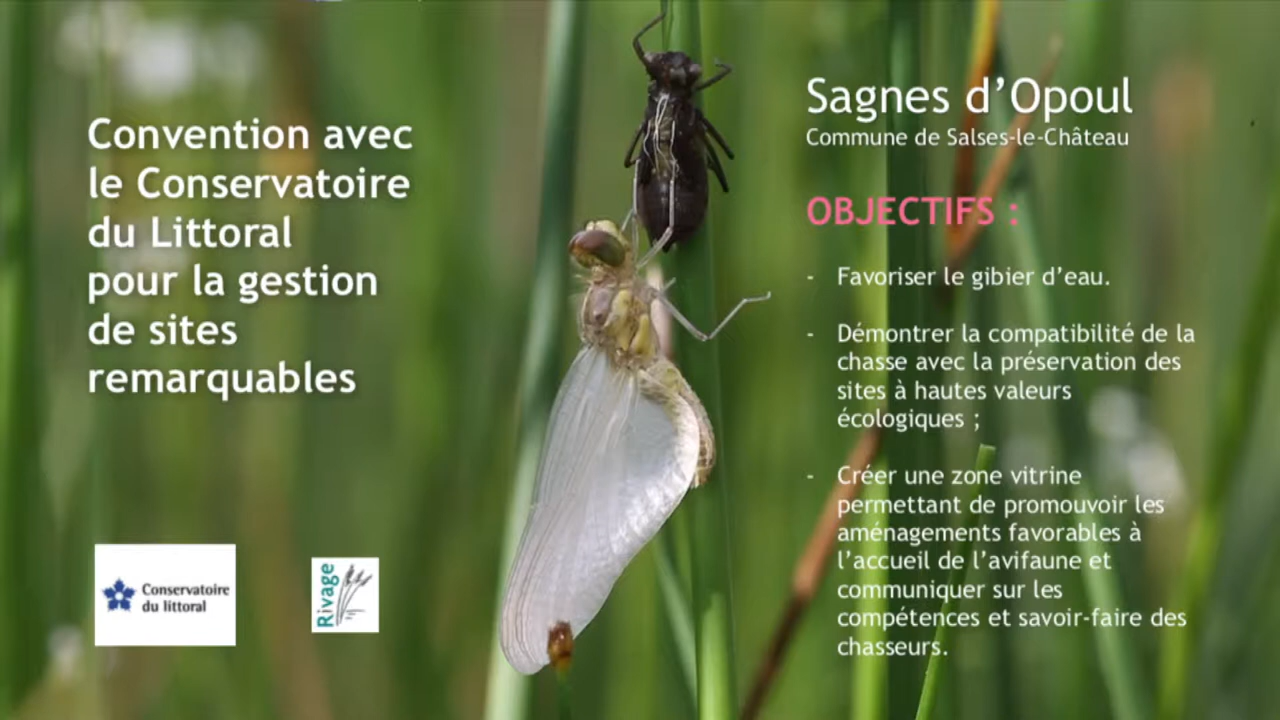 Convention avec
le Conservatoire
du Littoral
pour la gestion
de sites
remarquables
Conservatoire
du littoral
Rivage
Sagnes d’Opoul
Commune de Salses-le-Château
OBJECTIFS :
- Favoriser le gibier d’eau.
- Démontrer la compatibilité de la
chasse avec la préservation des
sites à hautes valeurs
écologiques ;
- Créer une zone vitrine
permettant de promouvoir les
aménagements favorables à
l’accueil de l’avifaune et
communiquer sur les
compétences et savoir-faire des
chasseurs.